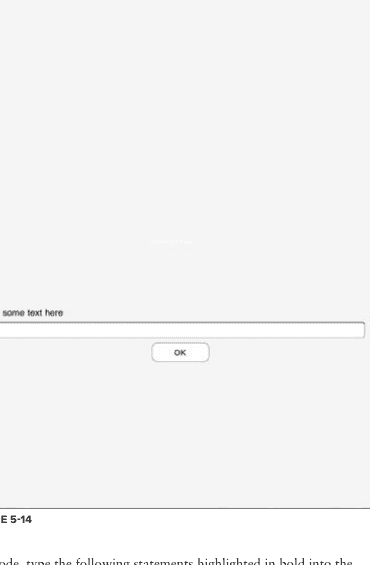 some text here
OK
E 5-14
ode, type the following statements highlighted in bold into the